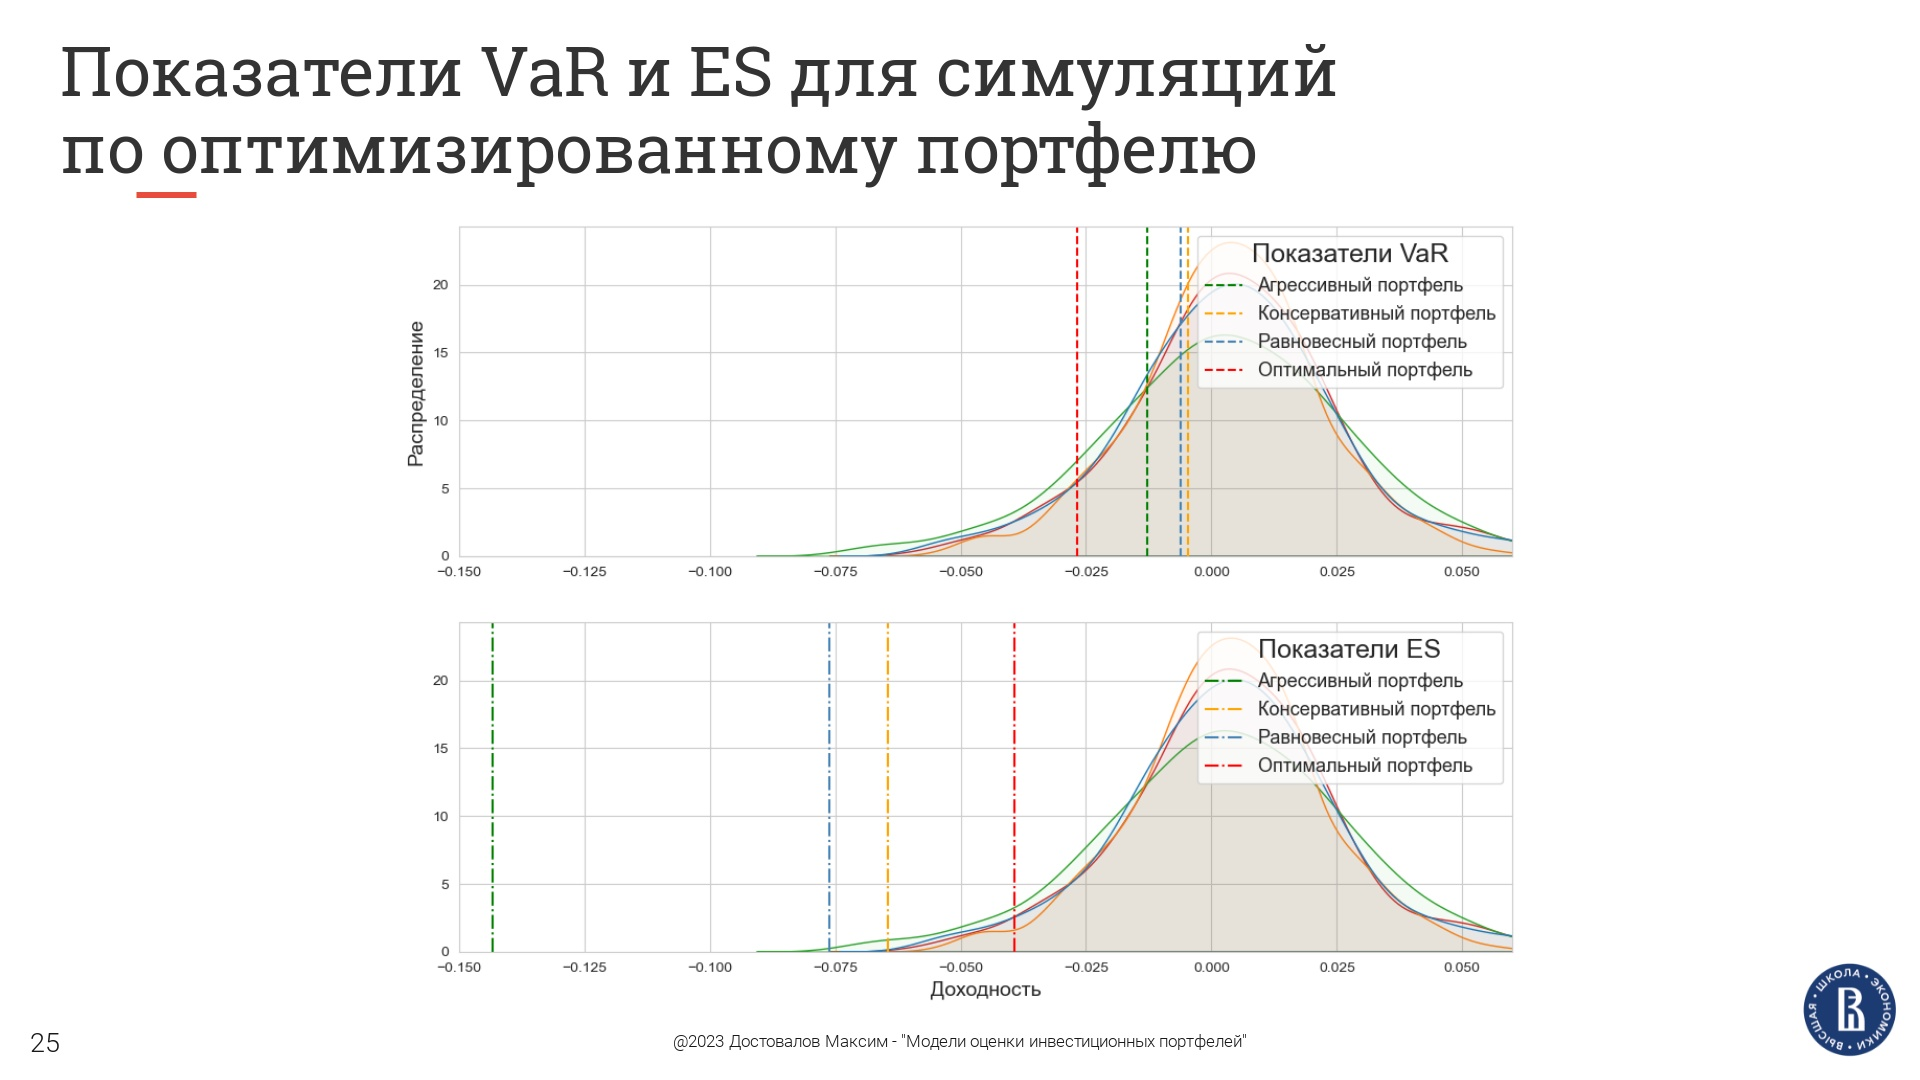 Показатели VaR и ES для симуляций
по оптимизированному портфелю
Показатели VaR
Агрессивный портфель
Консервативный портфель
Равновесный портфель
Оптимальный портфель
Распределение
20
15
10
5
0
−0.150 −0.125 −0.100 −0.075 −0.050 −0.025 0.000 0.025 0.050
Показатели ES
Агрессивный портфель
Консервативный портфель
Равновесный портфель
Оптимальный портфель
20
15
10
5
0
−0.150 −0.125 −0.100 −0.075 −0.050 −0.025 0.000 0.025 0.050
Доходность
25
@2023 Достовалов Максим - "Модели оценки инвестиционных портфелей"
ВЫСШАЯ • ШКОЛА • ЭКОНОМИКИ •